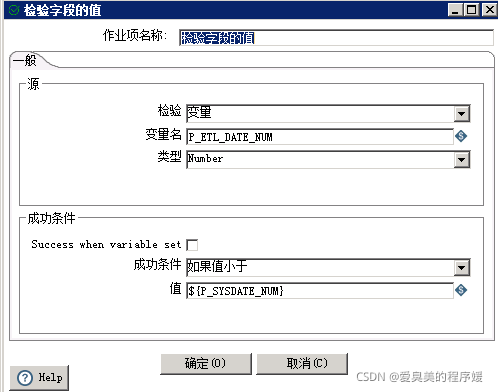 检验字段的值
作业项名称: 检验字段的值
一般
源
检验 变量
变量名 P_ETL_DATE_NUM
类型 Number
成功条件
Success when variable set
成功条件 如果值小于
值 ${P_SYSDATE_NUM}
确定(O) 取消(C)
Help
CSDN @爱臭美的程序媛